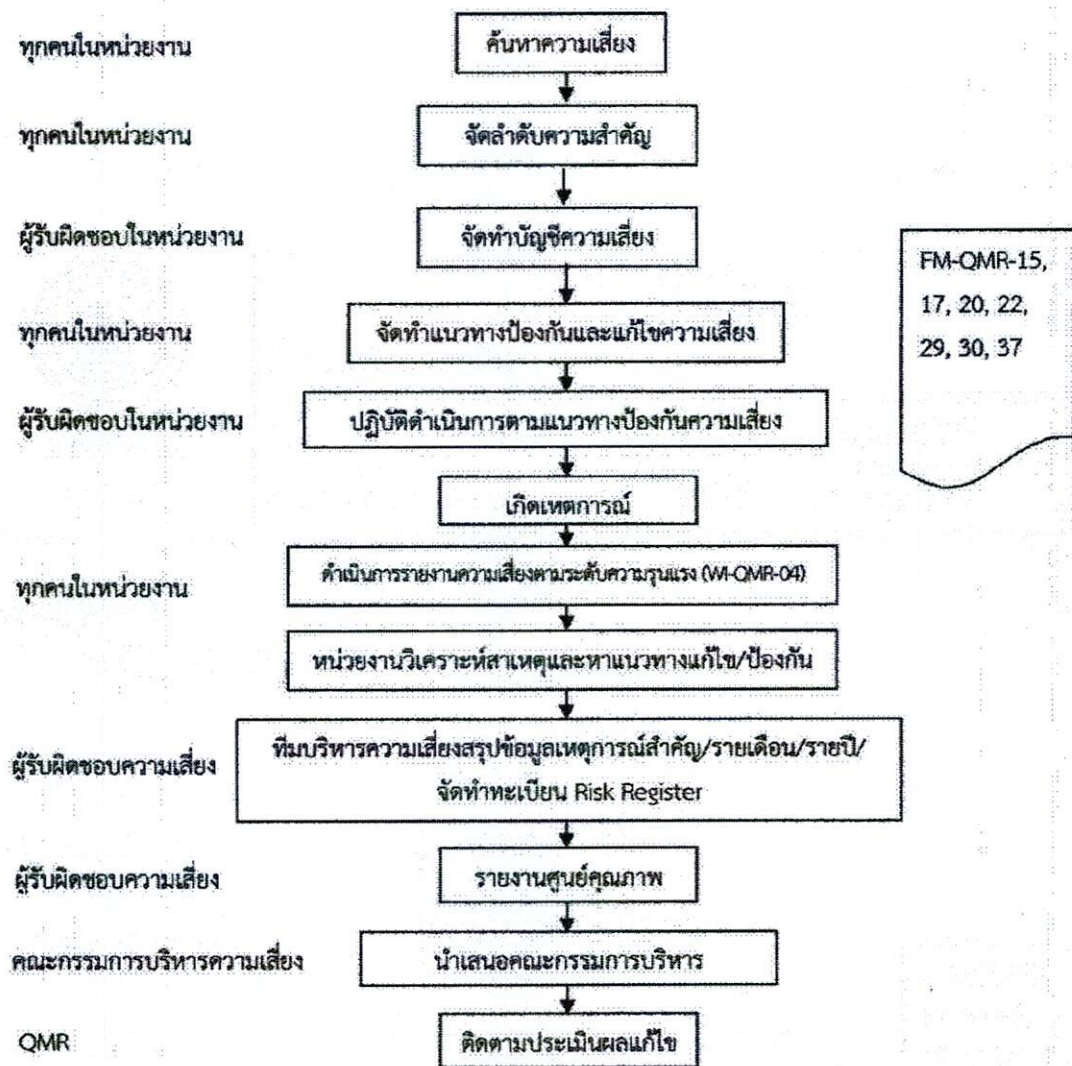 ทุกคนในหน่วยงาน
ค้นหาความเสี่ยง
ทุกคนในหน่วยงาน
จัดลำดับความสำคัญ
ผู้รับผิดชอบในหน่วยงาน
จัดทำบัญชีความเสี่ยง
FM-QMR-15,
17, 20, 22,
29, 30, 37
ทุกคนในหน่วยงาน
จัดทำแนวทางป้องกันและแก้ไขความเสี่ยง
ผู้รับผิดชอบในหน่วยงาน
ปฏิบัติดำเนินการตามแนวทางป้องกันความเสี่ยง
เกิดเหตการณ์
ทุกคนในหน่วยงาน
ดำเนินการรายงานความเสี่ยงตามระดับความรุนแรง (WI-QMR-04)
หน่วยงานวิเคราะห์สาเหตุและหาแนวทางแก้ไข/ป้องกัน
ผู้รับผิดชอบความเสี่ยง
ทีมบริหารความเสี่ยงสรุปข้อมูลเหตุการณ์สำคัญ/รายเดือน/รายปี/
จัดทำทะเบียน Risk Register
ผู้รับผิดชอบความเสี่ยง
รายงานศูนย์คุณภาพ
คณะกรรมการบริหารความเสี่ยง
นำเสนอคณะกรรมการบริหาร
QMR
ติดตามประเมินผลแก้ไข